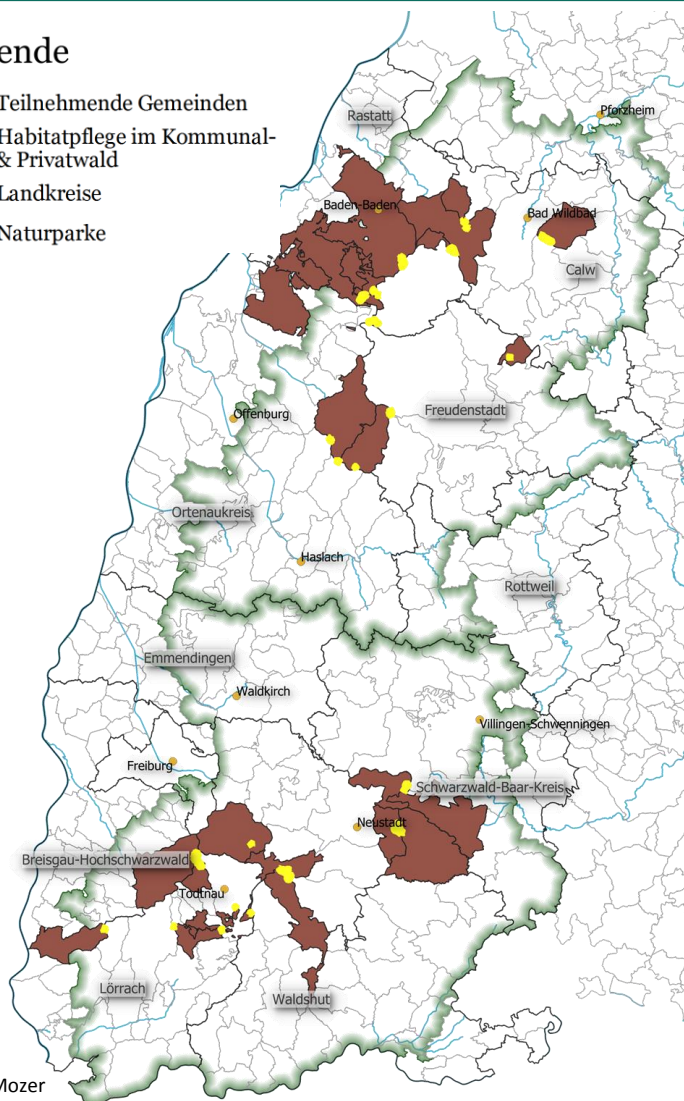 ende
Teilnehmende Gemeinden
Habitatpflege im Kommunal-
& Privatwald
Landkreise
Naturparke
Rastatt
Pforzheim
Baden-Baden
Bad Wildbad
Calw
Offenburg
Freudenstadt
Ortenaukreis
Haslach
Rottweil
Emmendingen
Waldkirch
Villingen-Schwenningen
Freiburg
Schwarzwald-Baar-Kreis
Neustadt
Breisgau-Hochschwarzwald
Todtnau
Lörrach
Waldshut
Mozer